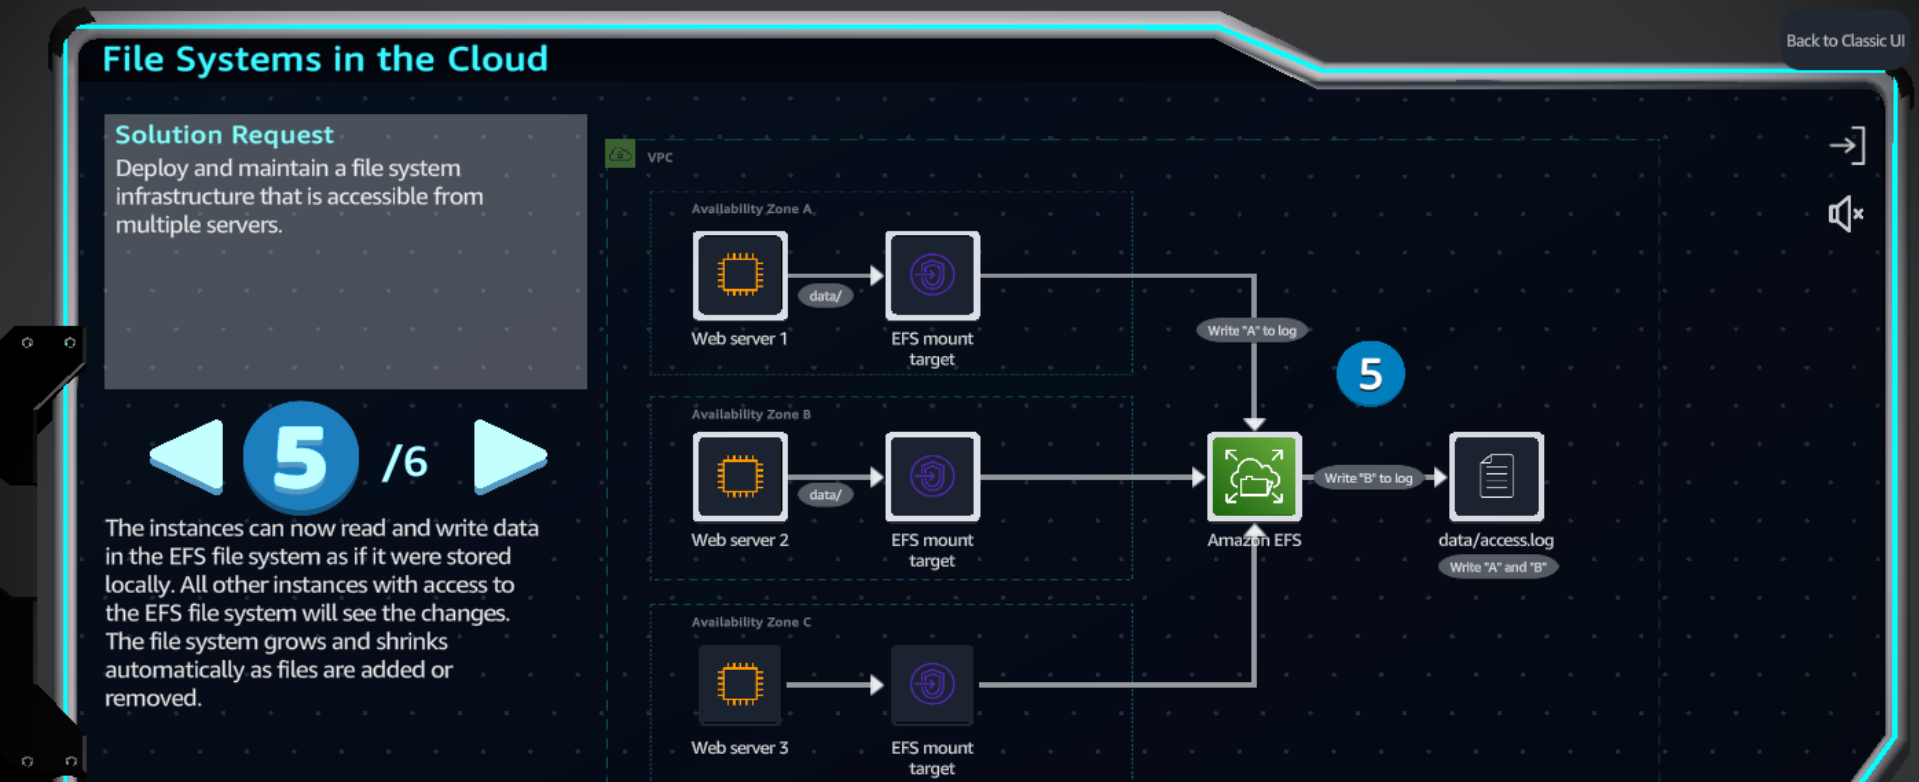 File Systems in the Cloud
Back to Classic UI
Solution Request
Deploy and maintain a file system
infrastructure that is accessible from
multiple servers.
5 /6
The instances can now read and write data
in the EFS file system as if it were stored
locally. All other instances with access to
the EFS file system will see the changes.
The file system grows and shrinks
automatically as files are added or
removed.
VPC
Availability Zone A
data/
Web server 1
EFS mount
target
Write "A" to log
5
Availability Zone B
data/
Web server 2
EFS mount
target
Amazon EFS
Write "B" to log
data/access.log
Write "A" and "B"
Availability Zone C
Web server 3
EFS mount
target